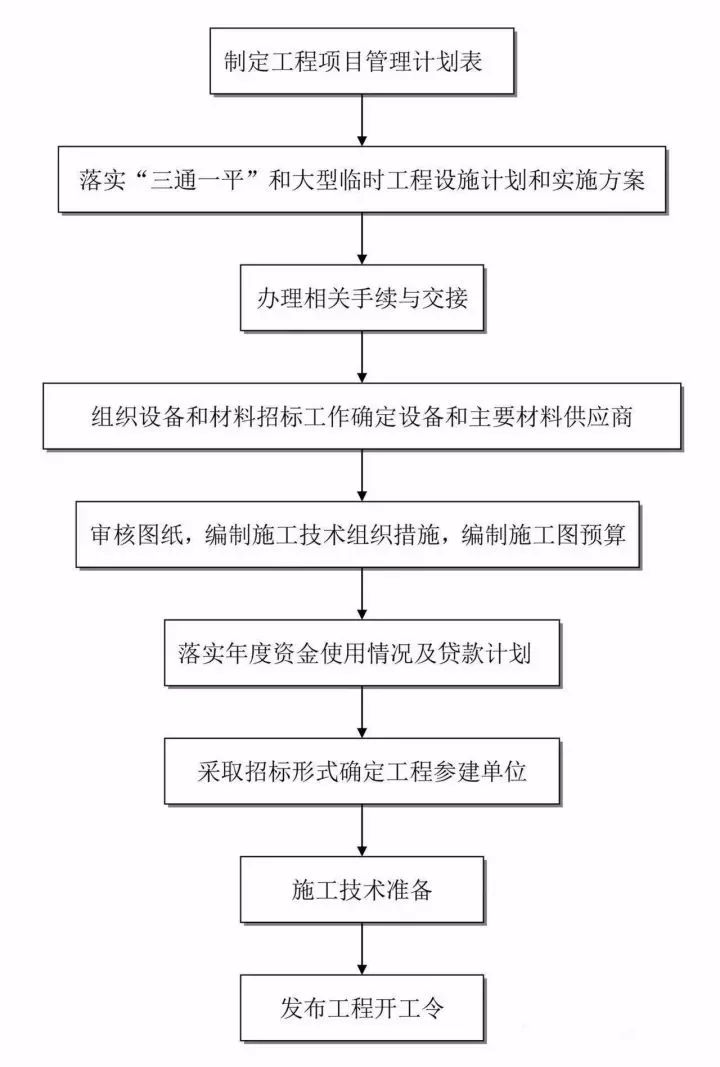 制定工程项目管理计划表
落实“三通一平”和大型临时工程设施计划和实施方案
办理相关手续与交接
组织设备和材料招标工作确定设备和主要材料供应商
审核图纸，编制施工技术组织措施，编制施工图预算
落实年度资金使用情况及贷款计划
采取招标形式确定工程参建单位
施工技术准备
发布工程开工令